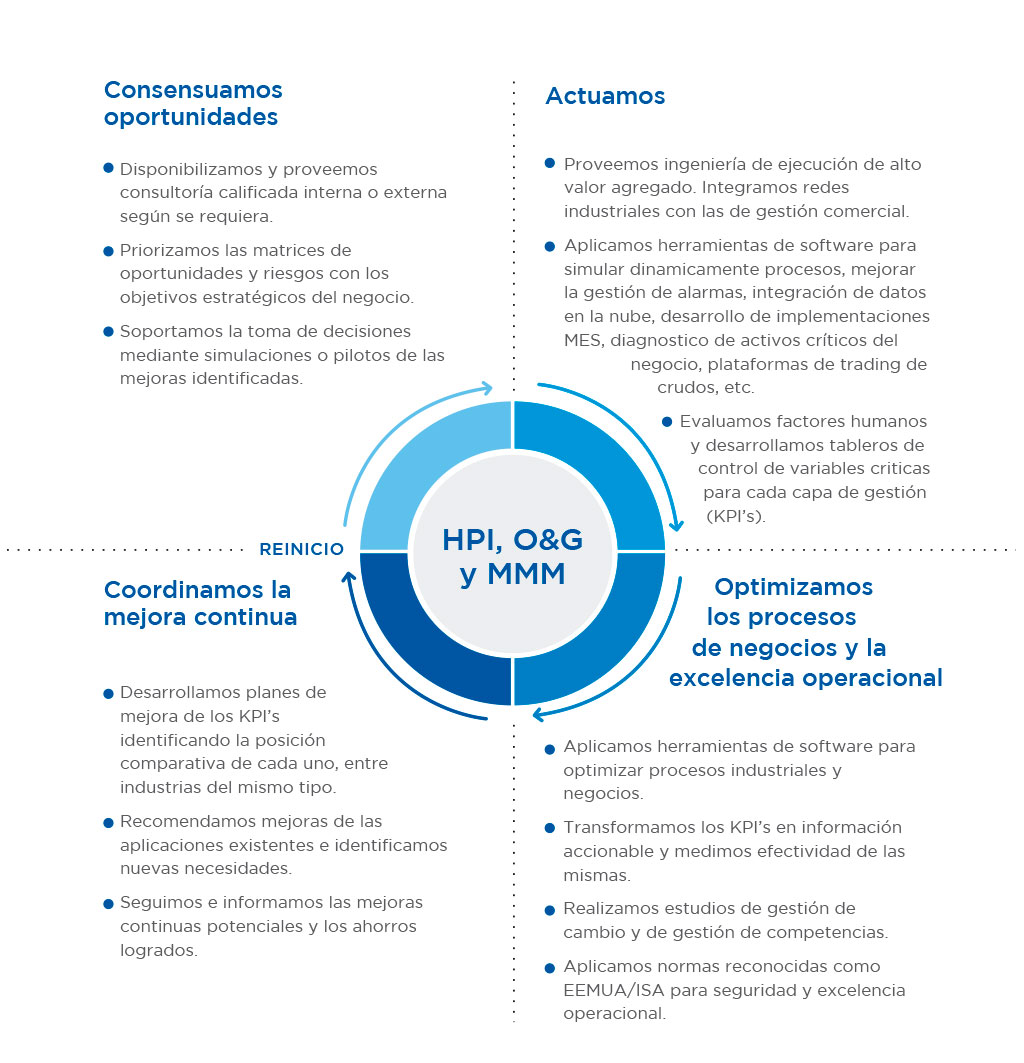 Consensuamos
oportunidades
Disponibilizamos y proveemos
consultoría calificada interna o externa
según se requiera.
Priorizamos las matrices de
oportunidades y riesgos con los
objetivos estratégicos del negocio.
Soportamos la toma de decisiones
mediante simulaciones o pilotos de las
mejoras identificadas.
Actuamos
Proveemos ingeniería de ejecución de alto
valor agregado. Integramos redes
industriales con las de gestión comercial.
Aplicamos herramientas de software para
simular dinamicamente procesos, mejorar
la gestión de alarmas, integración de datos
en la nube, desarrollo de implementaciones
MES, diagnostico de activos críticos del
negocio, plataformas de trading de
crudos, etc.
Evaluamos factores humanos
y desarrollamos tableros de
control de variables criticas
para cada capa de gestión
(KPI’s).
HPI, O&G
y MMM
REINICIO
Coordinamos la
mejora continua
Desarrollamos planes de
mejora de los KPI’s
identificando la posición
comparativa de cada uno, entre
industrias del mismo tipo.
Recomendamos mejoras de las
aplicaciones existentes e identificamos
nuevas necesidades.
Seguimos e informamos las mejoras
continuas potenciales y los ahorros
logrados.
Optimizamos
los procesos
de negocios y la
excelencia operacional
Aplicamos herramientas de software para
optimizar procesos industriales y
negocios.
Transformamos los KPI’s en información
accionable y medimos efectividad de las
mismas.
Realizamos estudios de gestión de
cambio y de gestión de competencias.
Aplicamos normas reconocidas como
EEMUA/ISA para seguridad y excelencia
operacional.